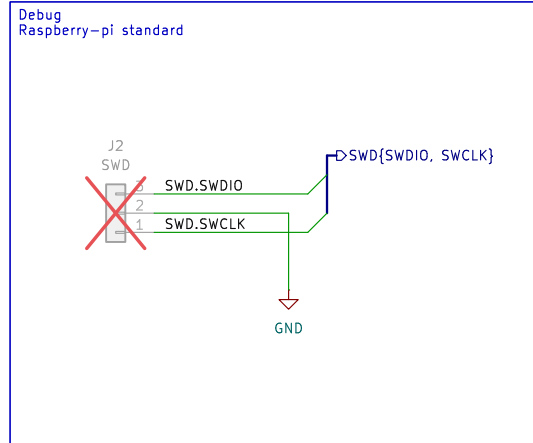 Debug
Raspberry-pi standard
J2
SWD
3
SWD.SWDIO
SWD{SWDIO, SWCLK}
2
1
SWD.SWCLK
GND